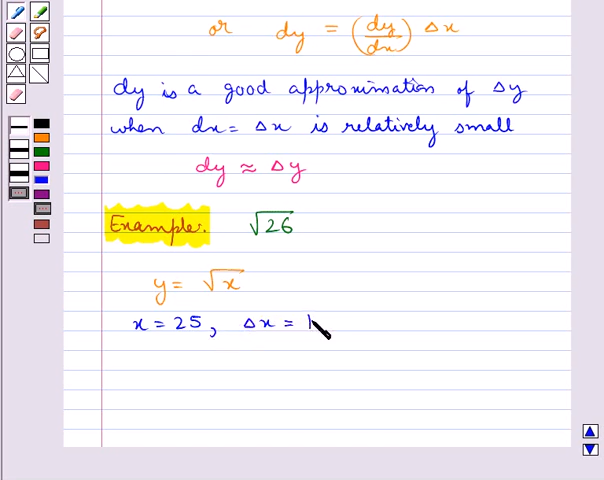 or dy = (dy/dx) Δx
dy is a good approximation of Δy
when dx = Δx is relatively small
dy ≈ Δy
Example. √26
y = √x
x = 25, Δx = 1